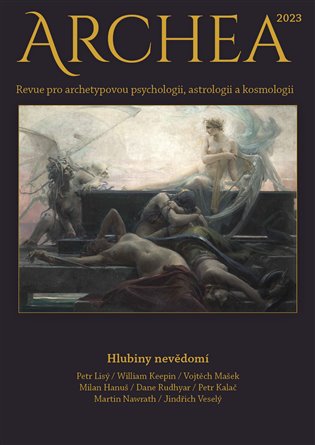 ARCHEA
2023
Revue pro archetypovou psychologii, astrologii a kosmologii
Hlubiny nevědomí
Petr Lisý / William Keepin / Vojtěch Mašek
Milan Hanuš / Dane Rudhyar / Petr Kalač
Martin Nawrath / Jindřich Veselý